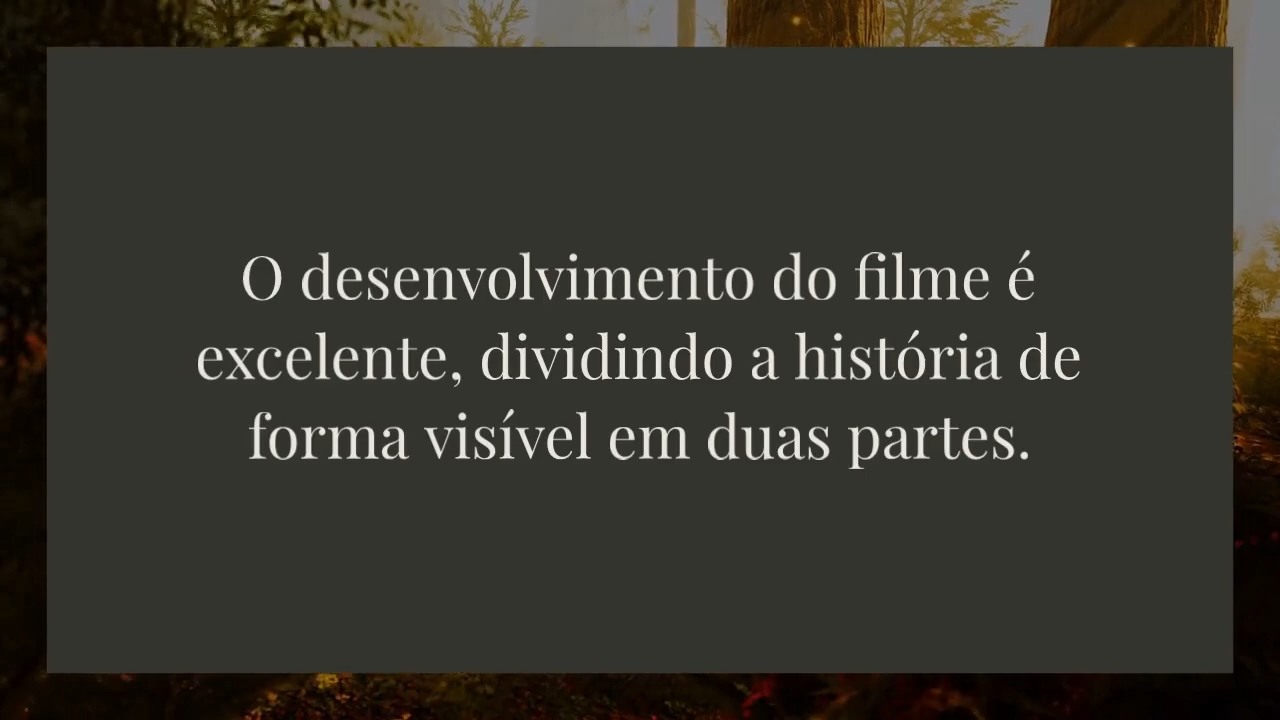 O desenvolvimento do filme é
excelente, dividindo a história de
forma visível em duas partes.